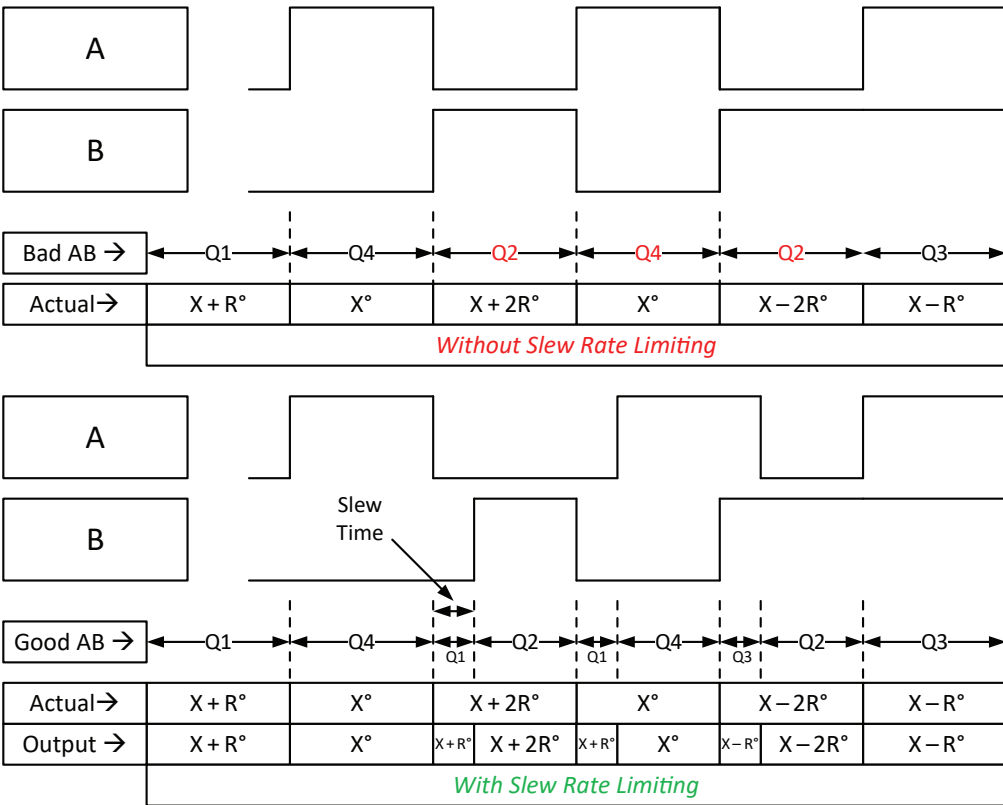 A
B
Bad AB → Q1 Q4 Q2 Q4 Q2 Q3
Actual→ X + R° X° X + 2R° X° X – 2R° X – R°
Without Slew Rate Limiting
A
Slew
Time
B
Good AB → Q1 Q4 Q1 Q2 Q1 Q4 Q3 Q2 Q3
Actual→ X + R° X° X + 2R° X° X – 2R° X – R°
Output → X + R° X° X + R° X + 2R° X + R° X° X – R° X – 2R° X – R°
With Slew Rate Limiting